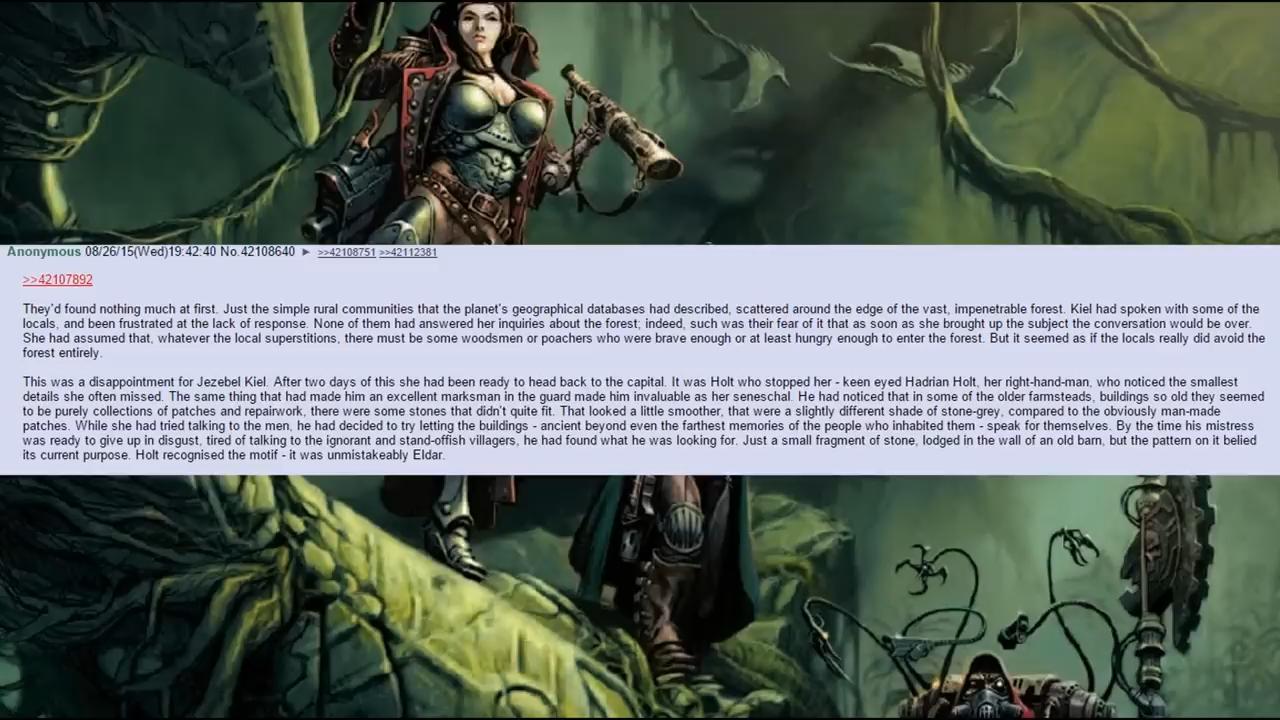 Anonymous 08/26/15(Wed)19:42:40 No.42108640 ► >>42108751 >>42112381
>>42107892
They'd found nothing much at first. Just the simple rural communities that the planet's geographical databases had described, scattered around the edge of the vast, impenetrable forest. Kiel had spoken with some of the
locals, and been frustrated at the lack of response. None of them had answered her inquiries about the forest; indeed, such was their fear of it that as soon as she brought up the subject the conversation would be over.
She had assumed that, whatever the local superstitions, there must be some woodsmen or poachers who were brave enough or at least hungry enough to enter the forest. But it seemed as if the locals really did avoid the
forest entirely.
This was a disappointment for Jezebel Kiel. After two days of this she had been ready to head back to the capital. It was Holt who stopped her - keen eyed Hadrian Holt, her right-hand-man, who noticed the smallest
details she often missed. The same thing that had made him an excellent marksman in the guard made him invaluable as her seneschal. He had noticed that in some of the older farmsteads, buildings so old they seemed
to be purely collections of patches and repairwork, there were some stones that didn't quite fit. That looked a little smoother, that were a slightly different shade of stone-grey, compared to the obviously man-made
patches. While she had tried talking to the men, he had decided to try letting the buildings - ancient beyond even the farthest memories of the people who inhabited them - speak for themselves. By the time his mistress
was ready to give up in disgust, tired of talking to the ignorant and stand-offish villagers, he had found what he was looking for. Just a small fragment of stone, lodged in the wall of an old barn, but the pattern on it belied
its current purpose. Holt recognised the motif - it was unmistakeably Eldar.